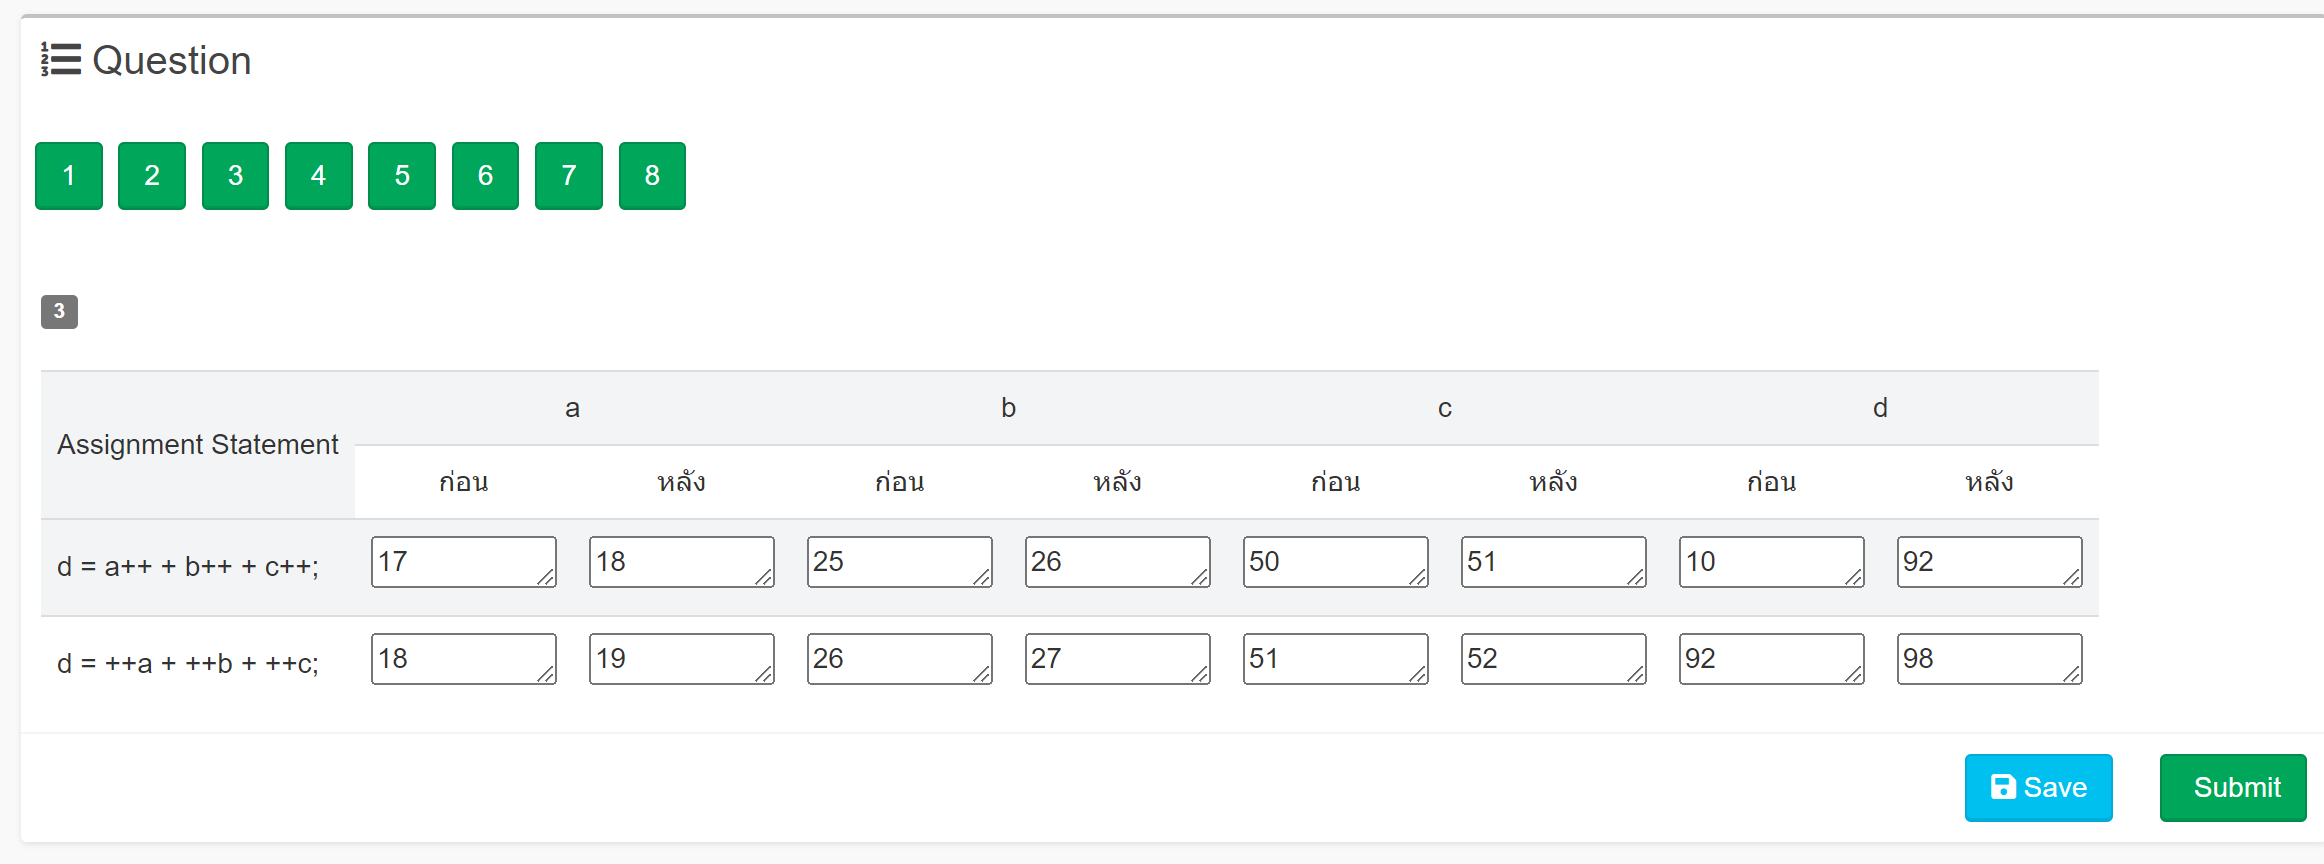 Question
1 2 3 4 5 6 7 8
3
Assignment Statement a b c d
ก่อน หลัง ก่อน หลัง ก่อน หลัง ก่อน หลัง
d = a++ + b++ + c++; 17 18 25 26 50 51 10 92
d = ++a + ++b + ++c; 18 19 26 27 51 52 92 98
Save Submit